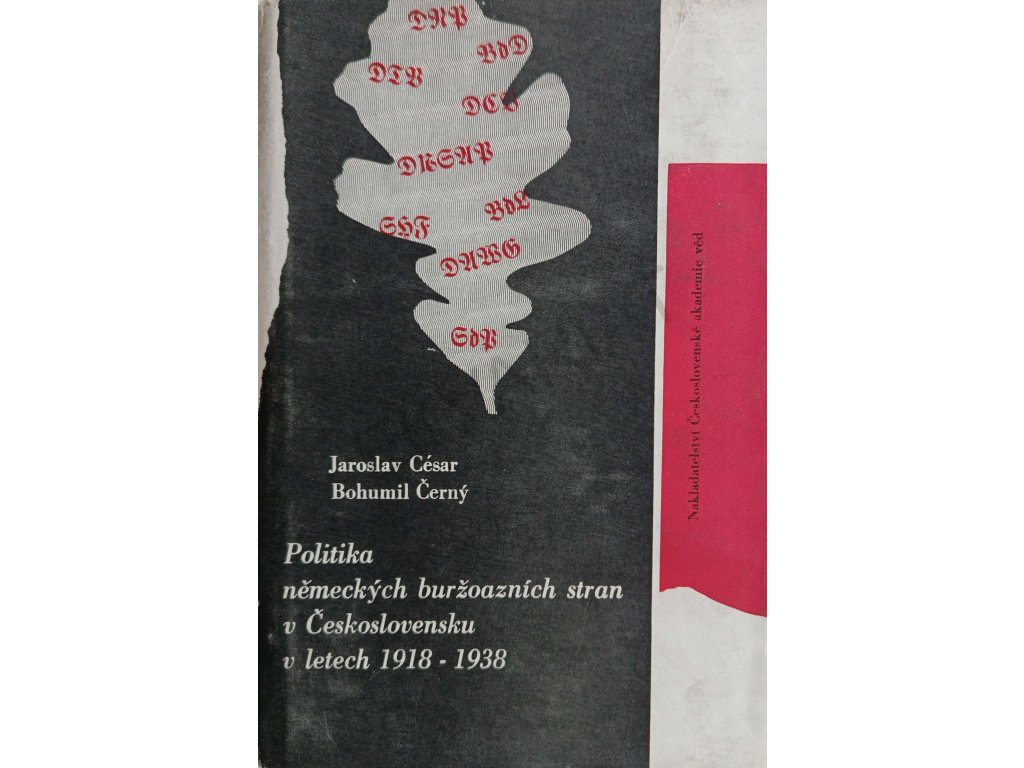 DNP
BdD
DTV
DCV
DNSAP
BdL
SHF
DAWG
SdP
Jaroslav César
Bohumil Černý
Politika
německých buržoazních stran
v Československu
v letech 1918 - 1938
Nakladatelství Československé akademie věd